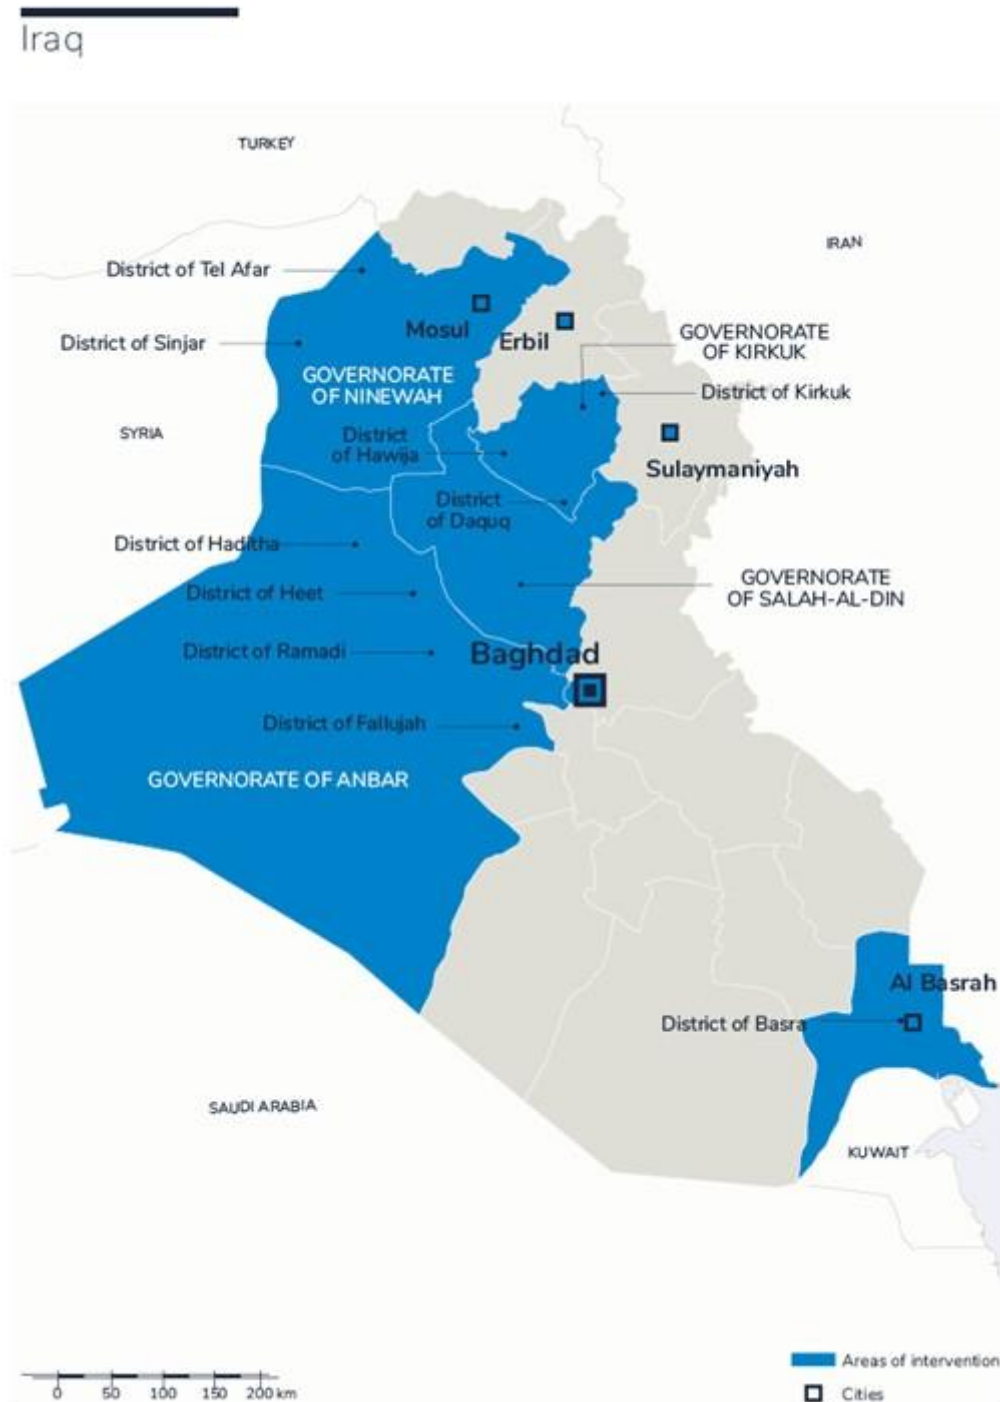 Iraq
TURKEY
IRAN
District of Tel Afar
Mosul
Erbil
District of Sinjar
GOVERNORATE
OF KIRKUK
GOVERNORATE
OF NINEWAH
District of Kirkuk
SYRIA
District
of Hawija
Sulaymaniyah
District
of Daquq
District of Haditha
District of Heet
GOVERNORATE
OF SALAH-AL-DIN
District of Ramadi
Baghdad
District of Fallujah
GOVERNORATE OF ANBAR
Al Basrah
District of Basra
SAUDI ARABIA
KUWAIT
Areas of intervention
Cities
0 50 100 150 200 km